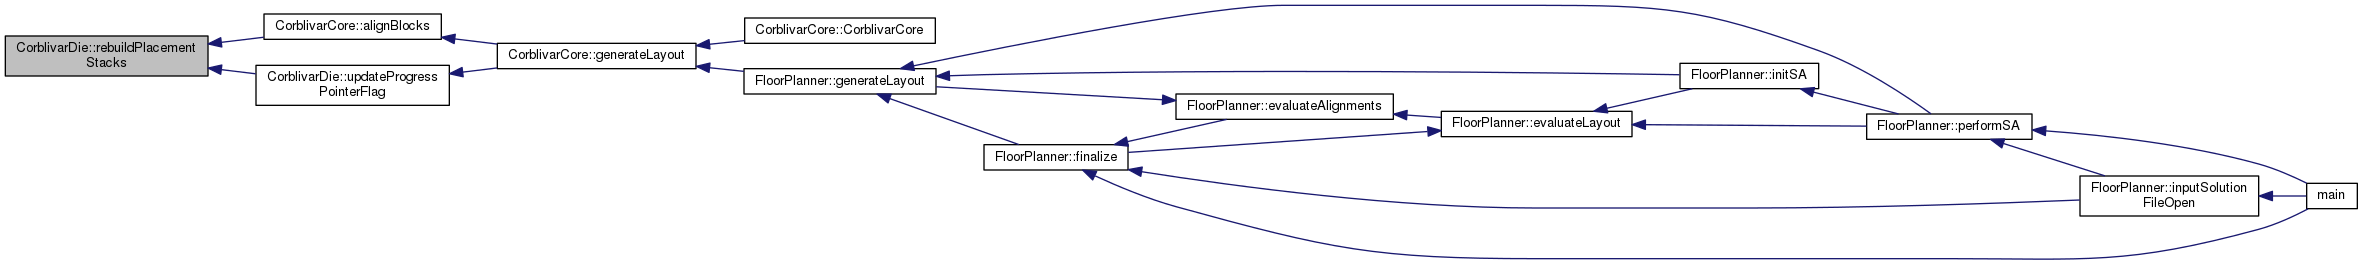 CorblivarDie::rebuildPlacement
Stacks
CorblivarCore::alignBlocks
CorblivarDie::updateProgress
PointerFlag
CorblivarCore::generateLayout
CorblivarCore::CorblivarCore
FloorPlanner::generateLayout
FloorPlanner::finalize
FloorPlanner::evaluateAlignments
FloorPlanner::evaluateLayout
FloorPlanner::initSA
FloorPlanner::performSA
FloorPlanner::inputSolution
FileOpen
main